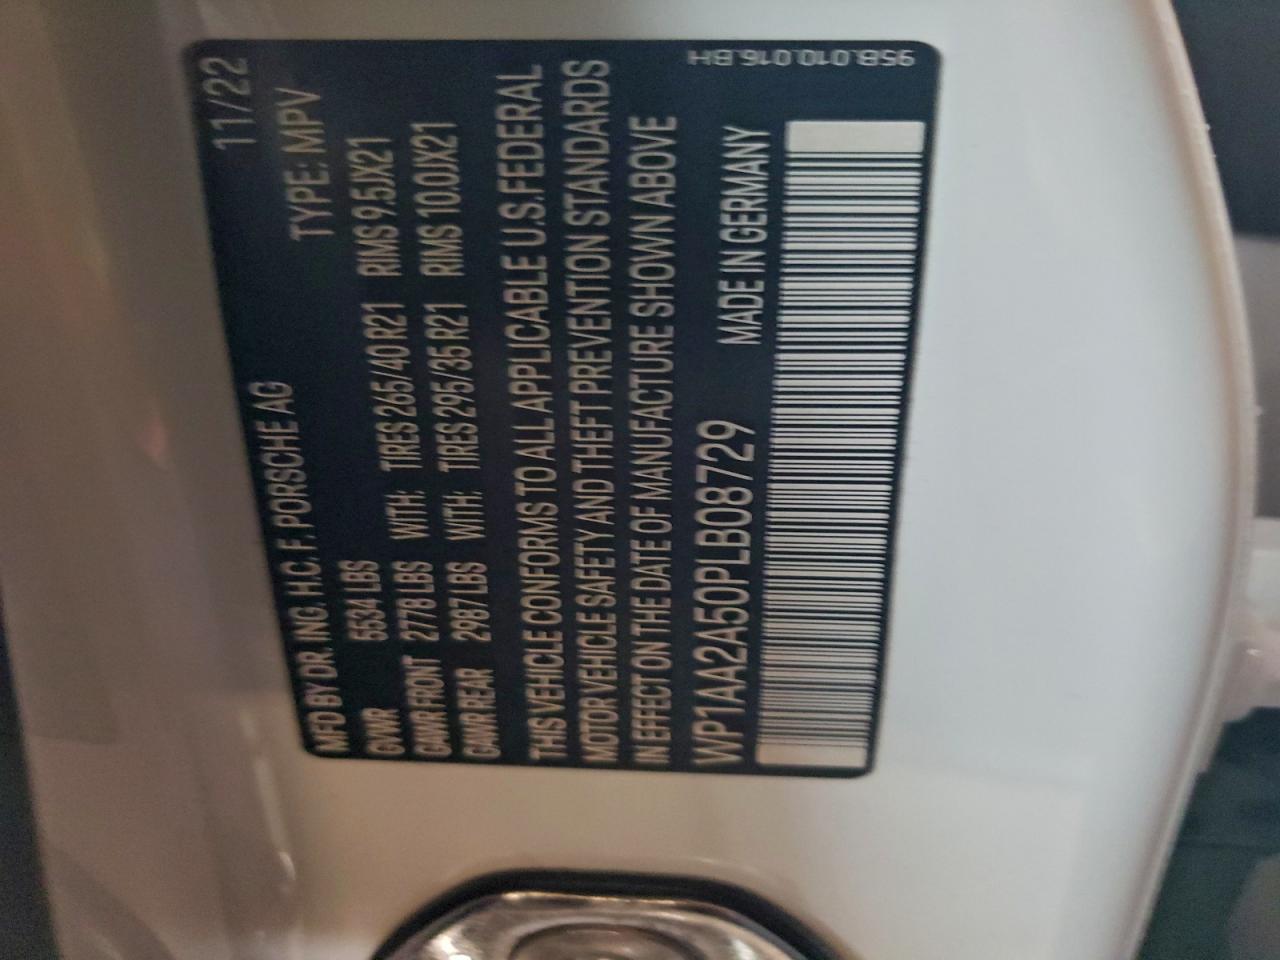 MFD BY DR. ING. H.C. F. PORSCHE AG 11/22
GVWR 5534 LBS TYPE: MPV
GAWR FRONT 2778 LBS WITH: TIRES 265/40 R21 RIMS 9.5JX21
GAWR REAR 2987 LBS WITH: TIRES 295/35 R21 RIMS 10.0JX21
THIS VEHICLE CONFORMS TO ALL APPLICABLE U.S.FEDERAL
MOTOR VEHICLE SAFETY AND THEFT PREVENTION STANDARDS
IN EFFECT ON THE DATE OF MANUFACTURE SHOWN ABOVE
WP1AA2A50PLB08729 MADE IN GERMANY
95B.010.016.BH